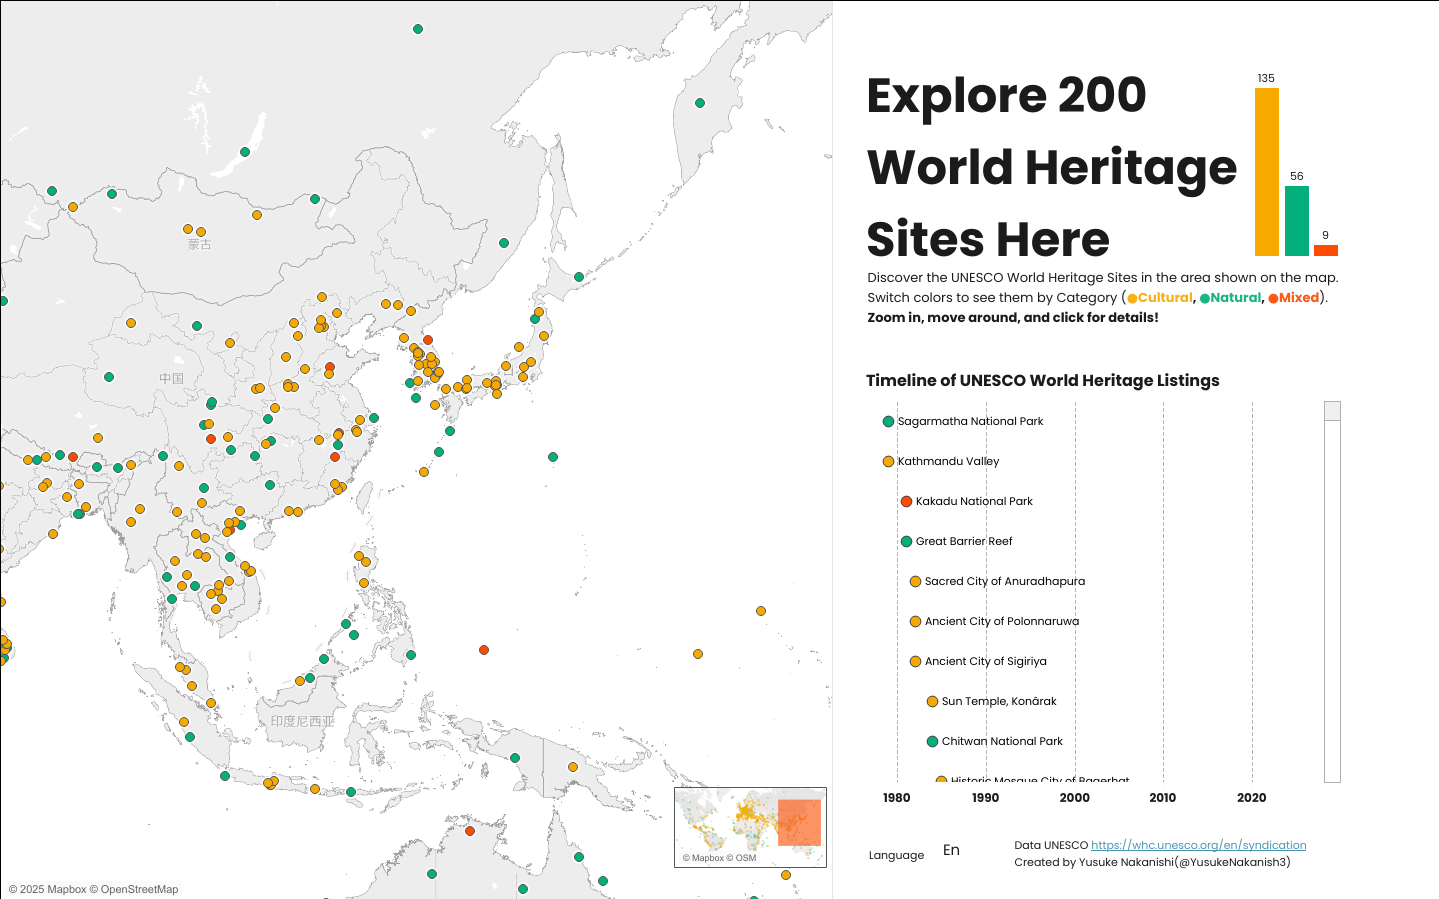 蒙古
中国
印度尼西亚
© Mapbox © OSM
© 2025 Mapbox © OpenStreetMap
Explore 200
World Heritage
Sites Here
135
56
9
Discover the UNESCO World Heritage Sites in the area shown on the map.
Switch colors to see them by Category (●Cultural, ●Natural, ●Mixed).
Zoom in, move around, and click for details!
Timeline of UNESCO World Heritage Listings
Sagarmatha National Park
Kathmandu Valley
Kakadu National Park
Great Barrier Reef
Sacred City of Anuradhapura
Ancient City of Polonnaruwa
Ancient City of Sigiriya
Sun Temple, Konârak
Chitwan National Park
Historic Mosque City of Bagerhat
1980 1990 2000 2010 2020
Language En
Data UNESCO https://whc.unesco.org/en/syndication
Created by Yusuke Nakanishi(@YusukeNakanish3)